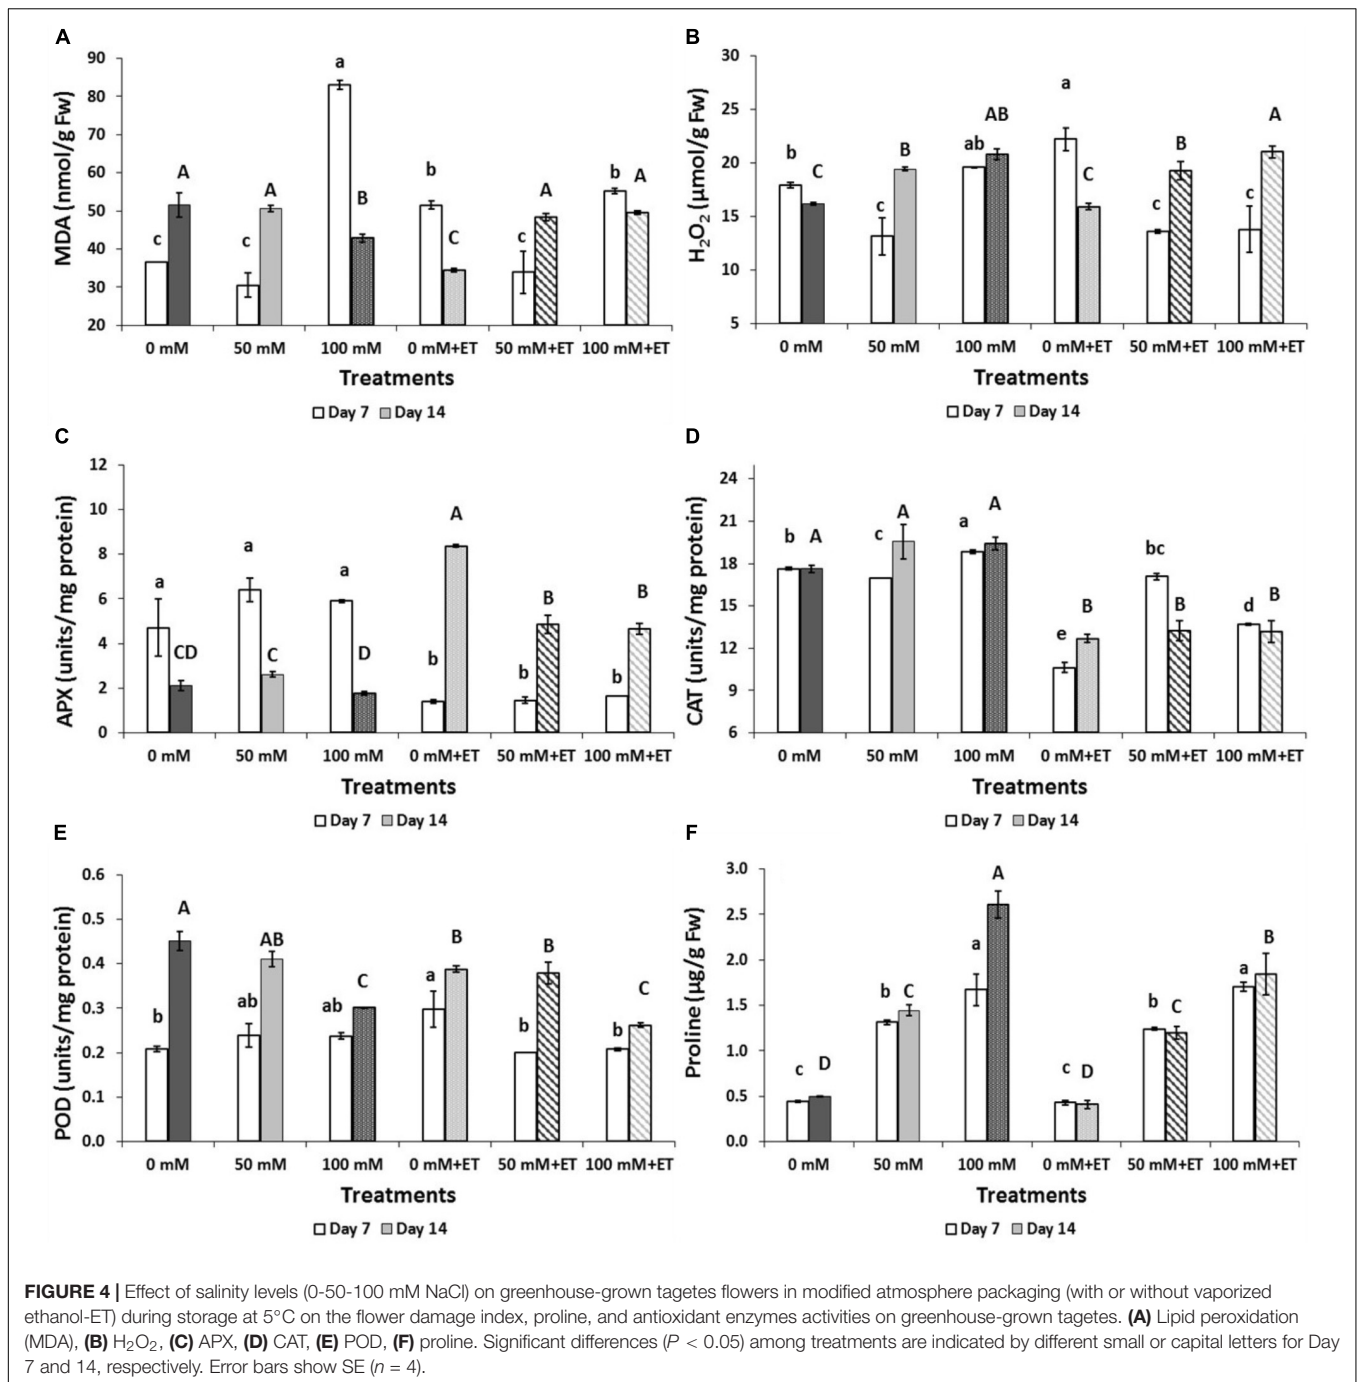 A
MDA (nmol/g Fw)
90
80
70
60
50
40
30
20
c
A
c
A
a
B
b
C
c
A
b
A
0 mM
50 mM
100 mM
0 mM+ET
50 mM+ET
100 mM+ET
Treatments
Day 7
Day 14
B
H₂O₂ (μmol/g Fw)
30
25
20
15
10
5
b
C
c
B
ab
AB
a
C
c
B
c
A
0 mM
50 mM
100 mM
0 mM+ET
50 mM+ET
100 mM+ET
Treatments
Day 7
Day 14
C
APX (units/mg protein)
12
10
8
6
4
2
0
a
CD
a
C
a
D
b
A
b
B
b
B
0 mM
50 mM
100 mM
0 mM+ET
50 mM+ET
100 mM+ET
Treatments
Day 7
Day 14
D
CAT (units/mg protein)
24
21
18
15
12
9
6
b
A
c
A
a
A
e
B
bc
B
d
B
0 mM
50 mM
100 mM
0 mM+ET
50 mM+ET
100 mM+ET
Treatments
Day 7
Day 14
E
POD (units/mg protein)
0.6
0.5
0.4
0.3
0.2
0.1
0.0
b
A
ab
AB
ab
C
a
B
b
B
b
C
0 mM
50 mM
100 mM
0 mM+ET
50 mM+ET
100 mM+ET
Treatments
Day 7
Day 14
F
Proline (μg/g Fw)
3.0
2.5
2.0
1.5
1.0
0.5
0.0
c
D
b
C
a
A
c
D
b
C
a
B
0 mM
50 mM
100 mM
0 mM+ET
50 mM+ET
100 mM+ET
Treatments
Day 7
Day 14
FIGURE 4 | Effect of salinity levels (0-50-100 mM NaCl) on greenhouse-grown tagetes flowers in modified atmosphere packaging (with or without vaporized
ethanol-ET) during storage at 5°C on the flower damage index, proline, and antioxidant enzymes activities on greenhouse-grown tagetes. (A) Lipid peroxidation
(MDA), (B) H₂O₂, (C) APX, (D) CAT, (E) POD, (F) proline. Significant differences (P < 0.05) among treatments are indicated by different small or capital letters for Day
7 and 14, respectively. Error bars show SE (n = 4).